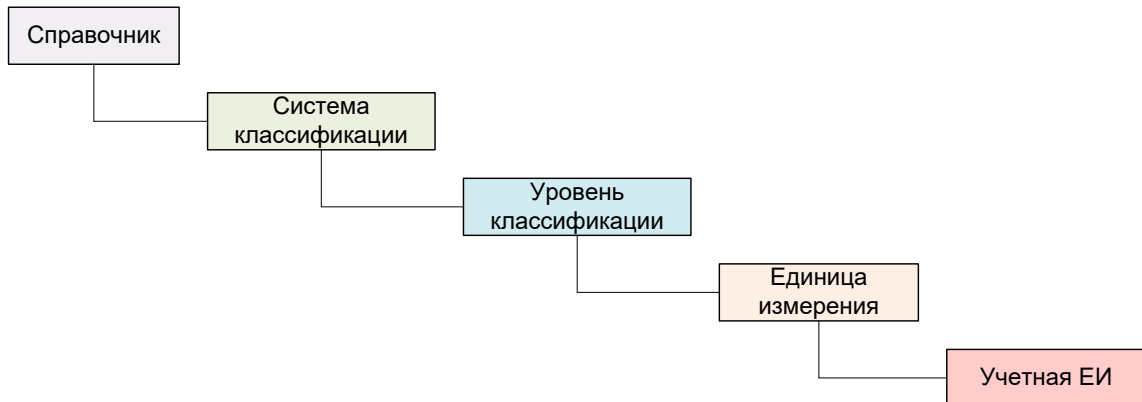 Справочник
Система
классификации
Уровень
классификации
Единица
измерения
Учетная ЕИ